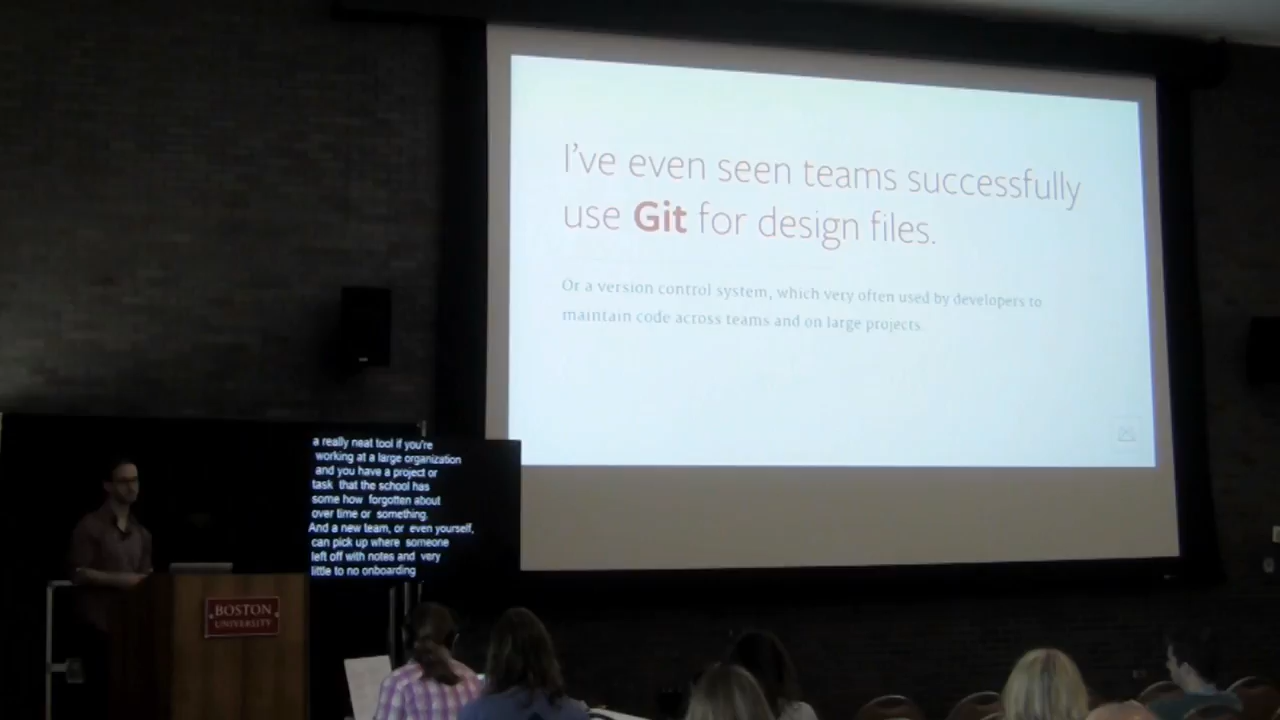 I've even seen teams successfully
use Git for design files.
Or a version control system, which very often used by developers to
maintain code across teams and on large projects.
a really neat tool if you're
working at a large organization
and you have a project or
task that the school has
some how forgotten about
over time or something.
And a new team, or even yourself,
can pick up where someone
left off with notes and very
little to no onboarding
BOSTON
UNIVERSITY